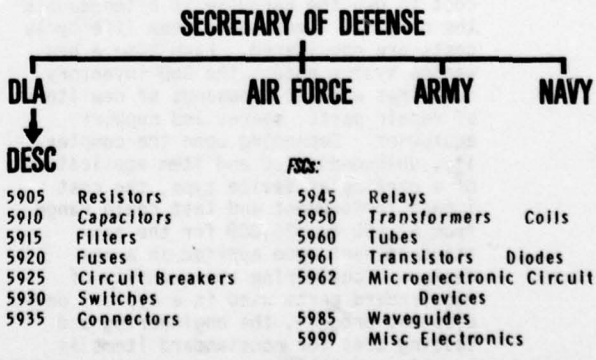 SECRETARY OF DEFENSE
DLA AIR FORCE ARMY NAVY
DESC FSCs:
5905 Resistors 5945 Relays
5910 Capacitors 5950 Transformers Coils
5915 Filters 5960 Tubes
5920 Fuses 5961 Transistors Diodes
5925 Circuit Breakers 5962 Microelectronic Circuit
5930 Switches Devices
5935 Connectors 5985 Waveguides
5999 Misc Electronics